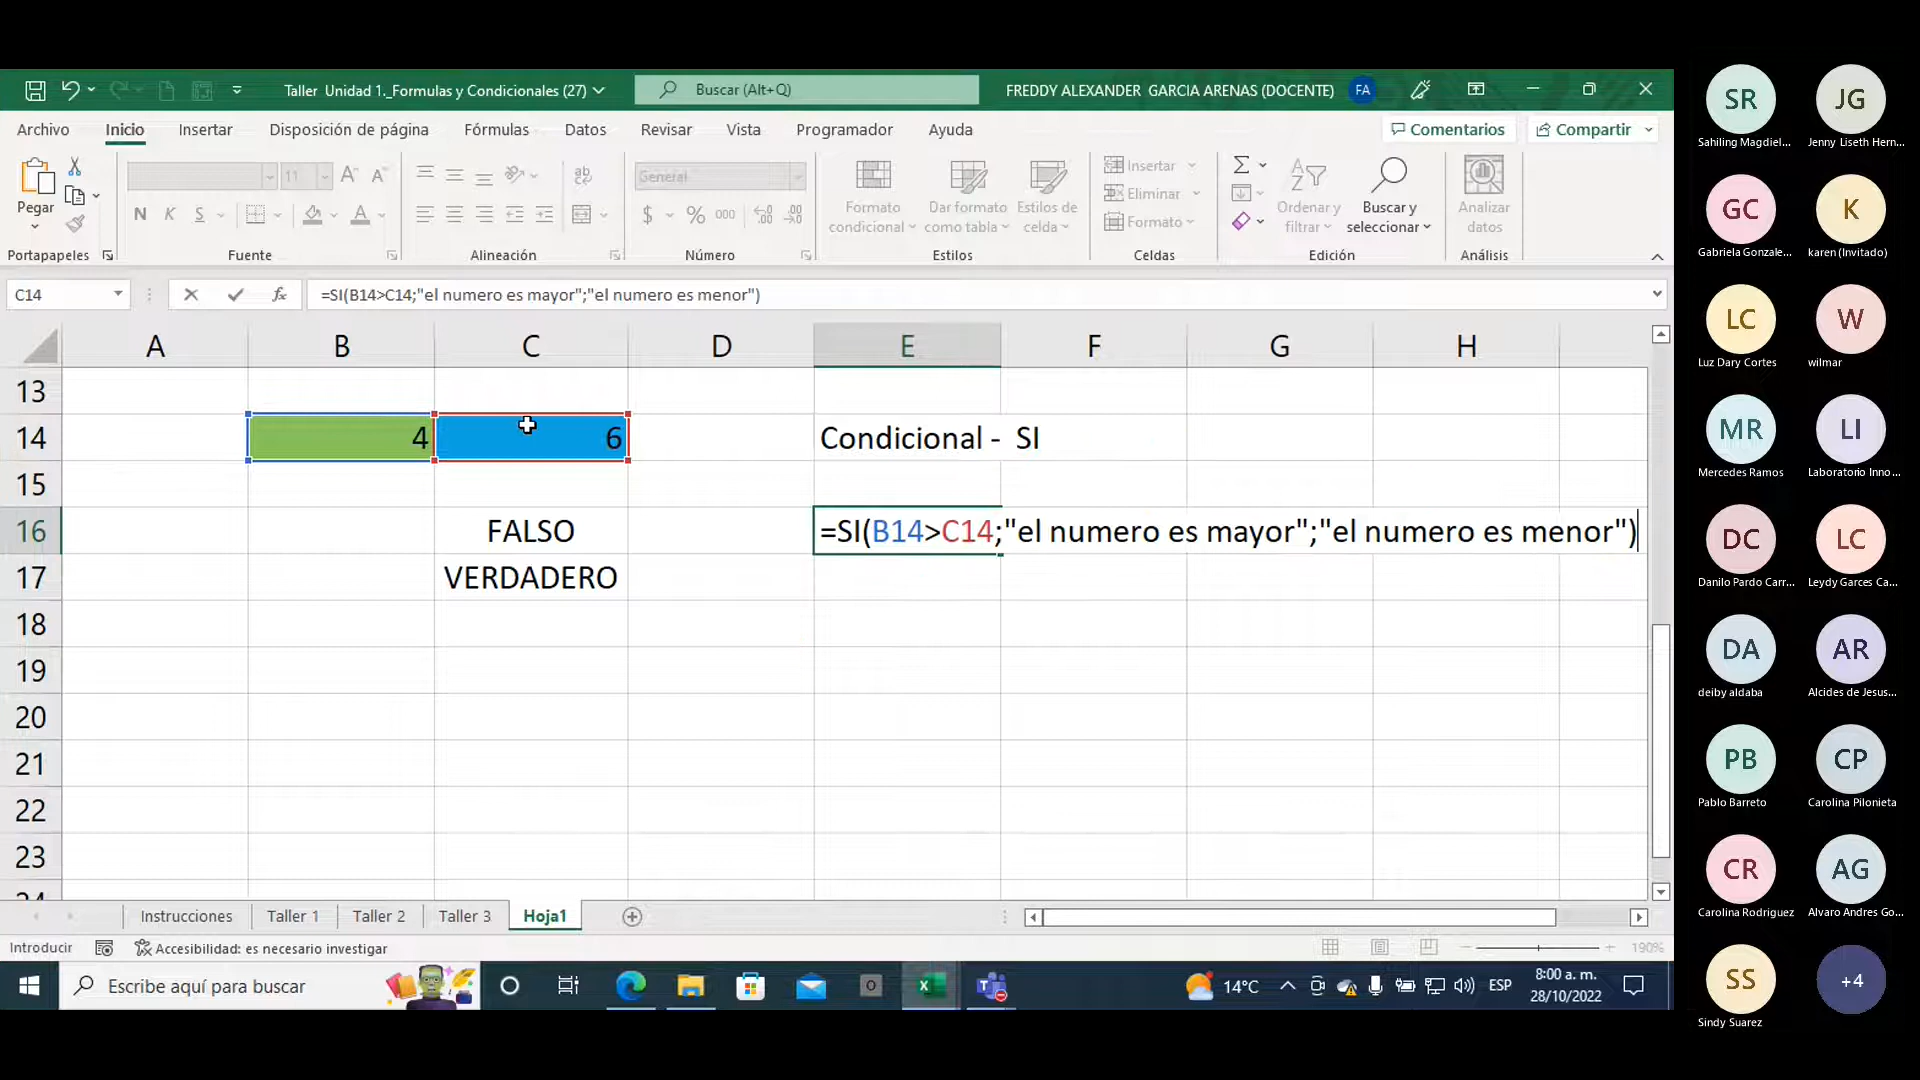 Taller Unidad 1._Formulas y Condicionales (27)
Buscar (Alt+Q)
FREDDY ALEXANDER GARCIA ARENAS (DOCENTE)
FA
Archivo Inicio Insertar Disposición de página Fórmulas Datos Revisar Vista Programador Ayuda
Comentarios
Compartir
Pegar
11
General
Formato condicional
Dar formato como tabla
Estilos de celda
Insertar
Eliminar
Formato
Ordenar y filtrar
Buscar y seleccionar
Analizar datos
N K S
$ % 000
Portapapeles Fuente Alineación Número Estilos Celdas Edición Análisis
C14
fx
=SI(B14>C14;"el numero es mayor";"el numero es menor")
A B C D E F G H
13
14 4 6 Condicional - SI
15
16 FALSO =SI(B14>C14;"el numero es mayor";"el numero es menor")
17 VERDADERO
18
19
20
21
22
23
24
Instrucciones Taller 1 Taller 2 Taller 3 Hoja1
Introducir
Accesibilidad: es necesario investigar
190%
Escribe aquí para buscar
14°C
ESP
8:00 a. m.
28/10/2022
SR JG
Sahiling Magdiel... Jenny Liseth Hern...
GC K
Gabriela Gonzale... karen (Invitado)
LC W
Luz Dary Cortes wilmar
MR LI
Mercedes Ramos Laboratorio Inno...
DC LC
Danilo Pardo Carr... Leydy Garces Ca...
DA AR
deiby aldaba Alcides de Jesus...
PB CP
Pablo Barreto Carolina Pilonieta
CR AG
Carolina Rodriguez Alvaro Andres Go...
SS +4
Sindy Suarez